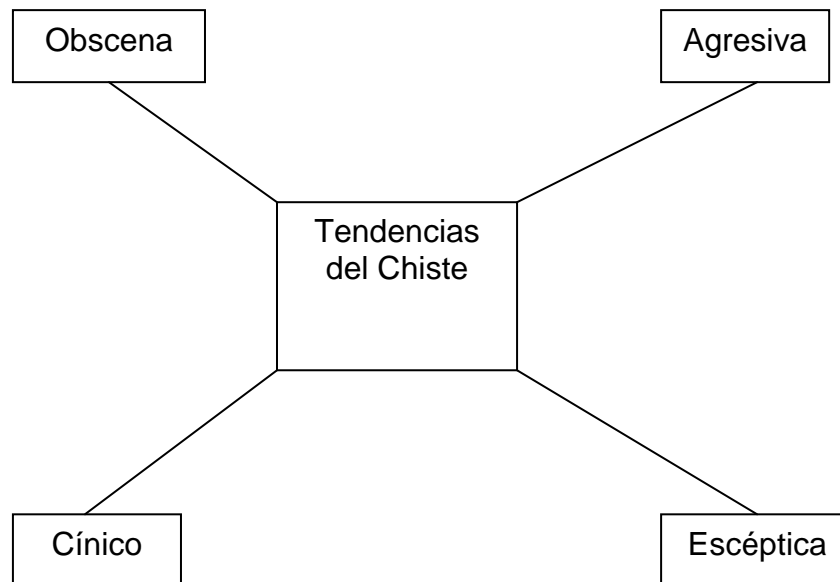 Obscena
Agresiva
Tendencias
del Chiste
Cínico
Escéptica